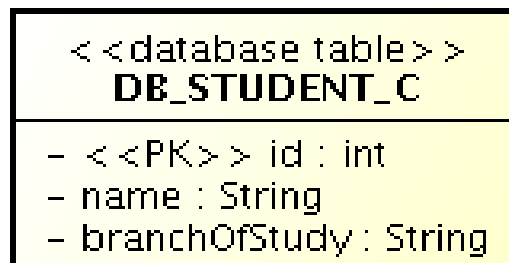 < <database table> >
DB_STUDENT_C
– < <PK> > id : int
– name : String
– branchOfStudy : String